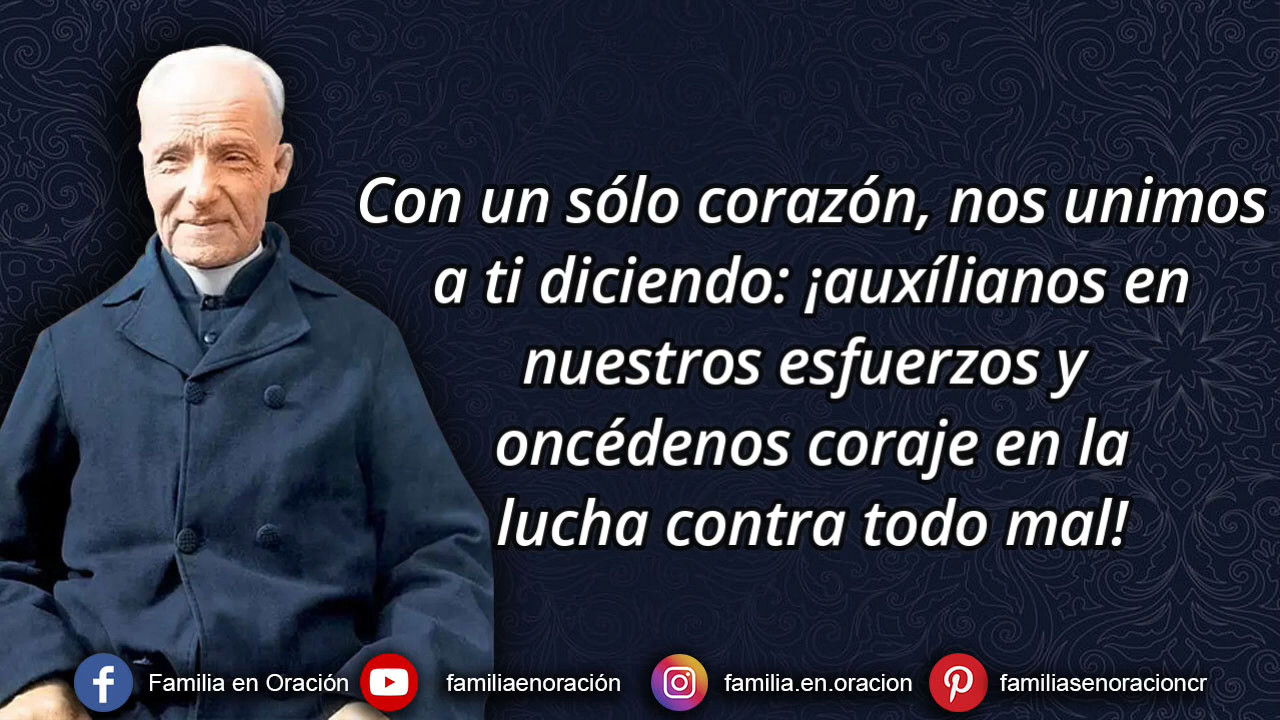 Con un sólo corazón, nos unimos
a ti diciendo: ¡auxílianos en
nuestros esfuerzos y
oncédenos coraje en la
lucha contra todo mal!
Familia en Oración familiaenoración familia.en.oracion familiasenoracioncr